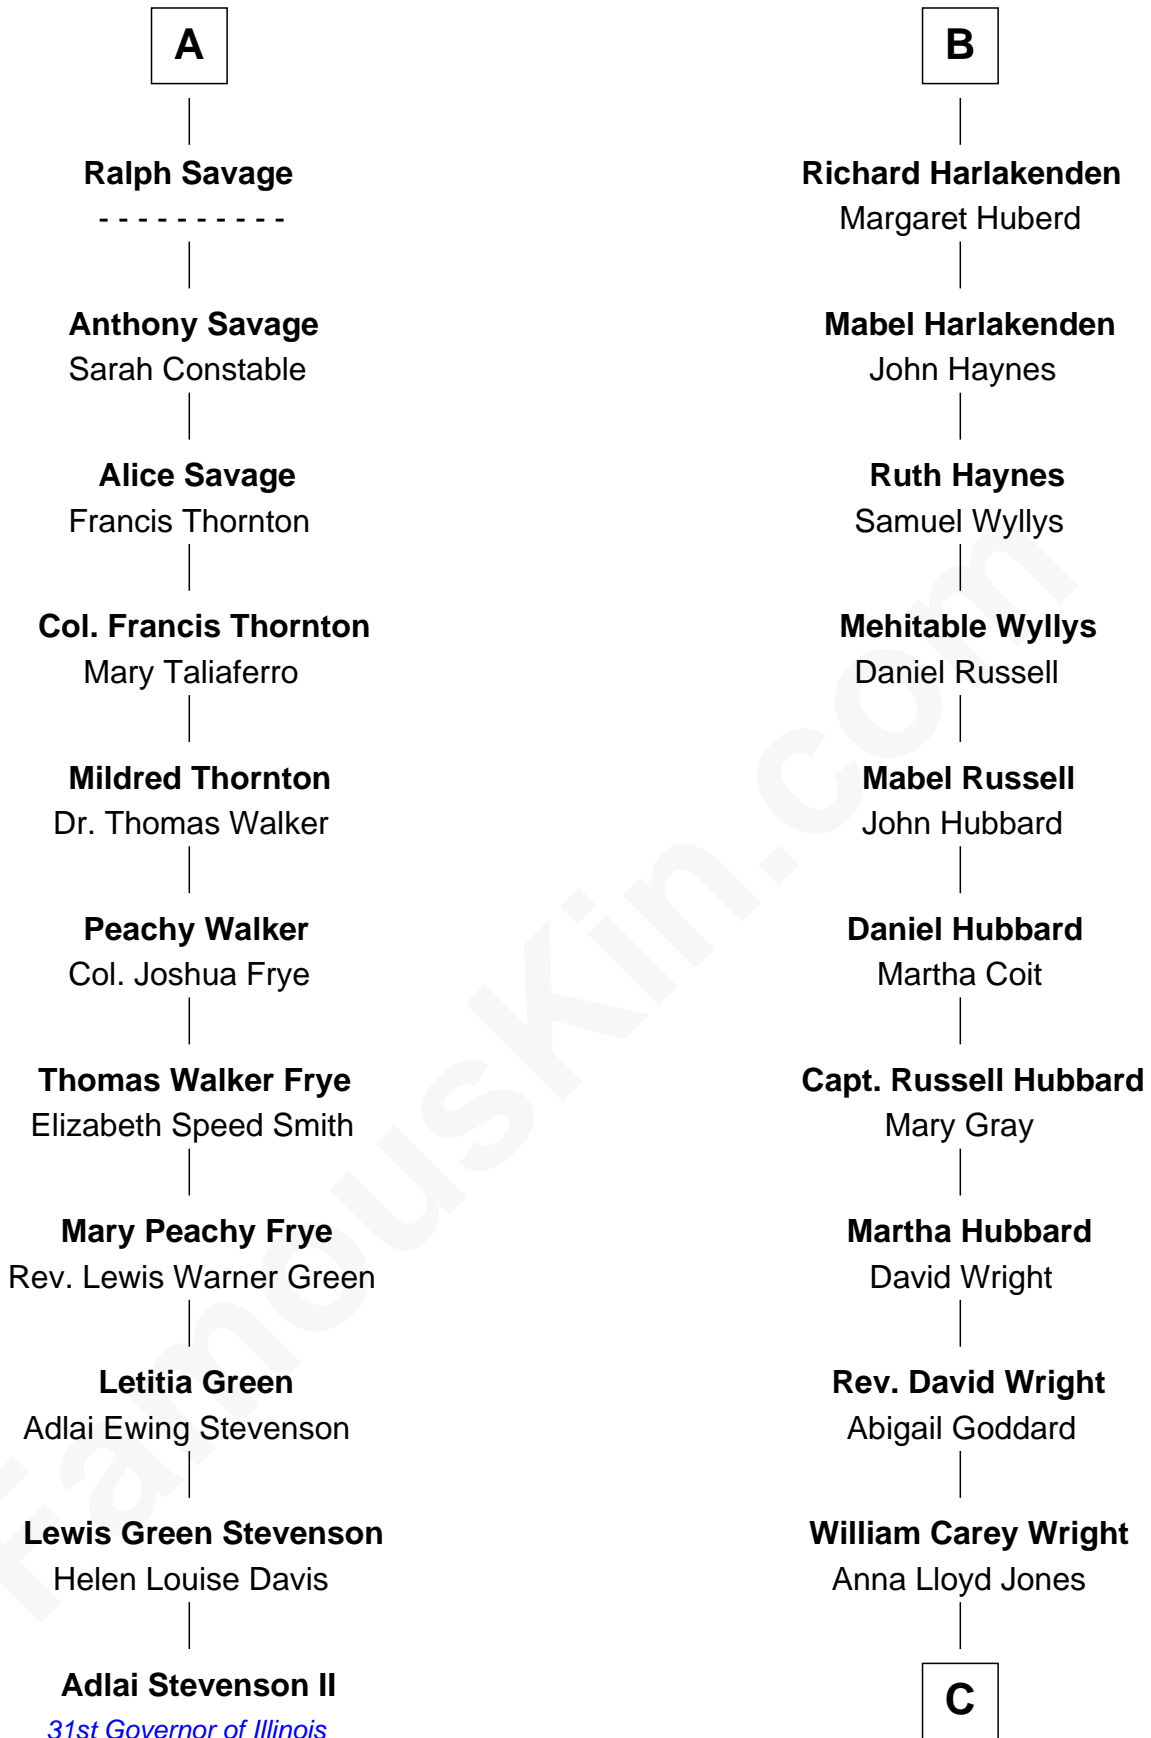 A
Ralph Savage
- - - - - - - - - -
Anthony Savage
Sarah Constable
Alice Savage
Francis Thornton
Col. Francis Thornton
Mary Taliaferro
Mildred Thornton
Dr. Thomas Walker
Peachy Walker
Col. Joshua Frye
Thomas Walker Frye
Elizabeth Speed Smith
Mary Peachy Frye
Rev. Lewis Warner Green
Letitia Green
Adlai Ewing Stevenson
Lewis Green Stevenson
Helen Louise Davis
Adlai Stevenson II
31st Governor of Illinois
B
Richard Harlakenden
Margaret Huberd
Mabel Harlakenden
John Haynes
Ruth Haynes
Samuel Wyllys
Mehitable Wyllys
Daniel Russell
Mabel Russell
John Hubbard
Daniel Hubbard
Martha Coit
Capt. Russell Hubbard
Mary Gray
Martha Hubbard
David Wright
Rev. David Wright
Abigail Goddard
William Carey Wright
Anna Lloyd Jones
C
FamousKin.com